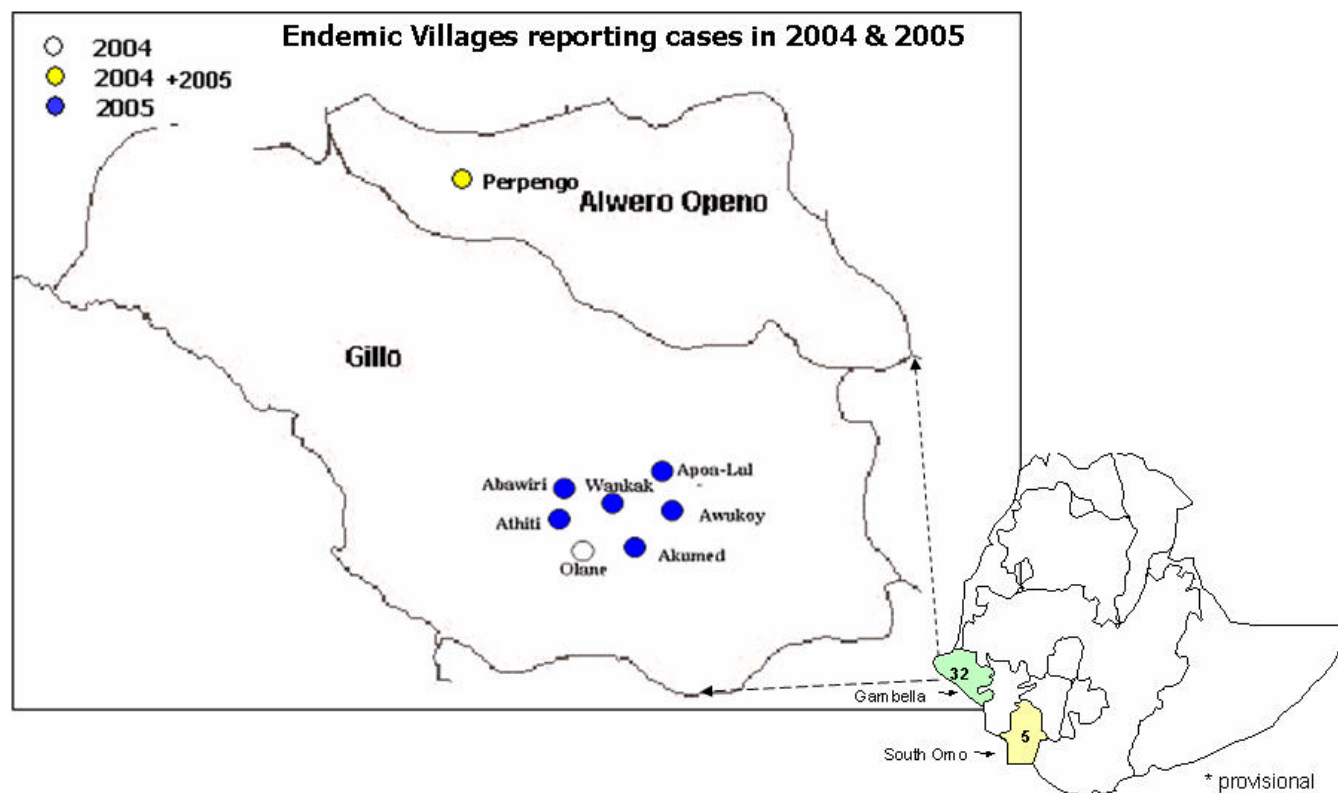 Endemic Villages reporting cases in 2004 & 2005
2004
2004 +2005
2005
Perpengo
Alwero Openo
Gillo
Apoa-Lul
Abawiri
Wankak
Athiti
Awukoy
Akumed
Olane
32
Gambella
5
South Omo
* provisional